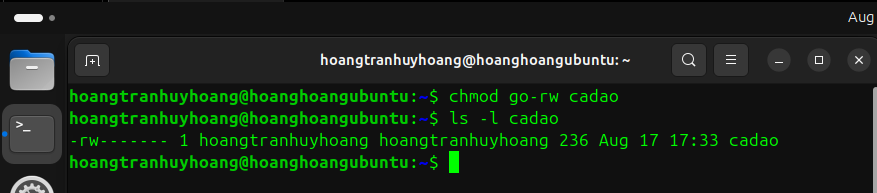 Aug
hoangtranhuyhoang@hoanghoangubuntu: ~
hoangtranhuyhoang@hoanghoangubuntu:~$ chmod go-rw cadao
hoangtranhuyhoang@hoanghoangubuntu:~$ ls -l cadao
-rw------- 1 hoangtranhuyhoang hoangtranhuyhoang 236 Aug 17 17:33 cadao
hoangtranhuyhoang@hoanghoangubuntu:~$
>_